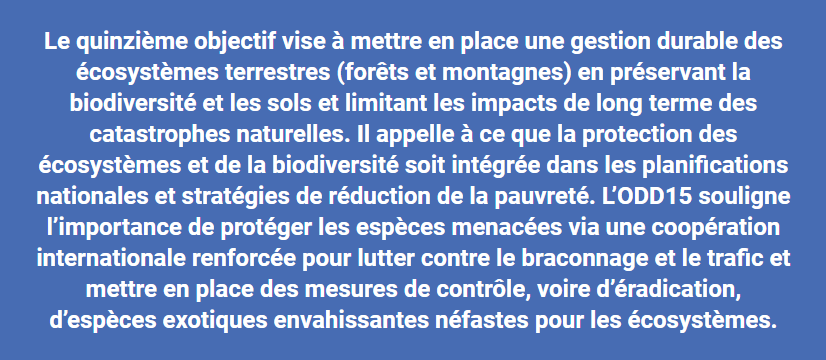 Le quinzième objectif vise à mettre en place une gestion durable des
écosystèmes terrestres (forêts et montagnes) en préservant la
biodiversité et les sols et limitant les impacts de long terme des
catastrophes naturelles. Il appelle à ce que la protection des
écosystèmes et de la biodiversité soit intégrée dans les planifications
nationales et stratégies de réduction de la pauvreté. L’ODD15 souligne
l’importance de protéger les espèces menacées via une coopération
internationale renforcée pour lutter contre le braconnage et le trafic et
mettre en place des mesures de contrôle, voire d’éradication,
d’espèces exotiques envahissantes néfastes pour les écosystèmes.